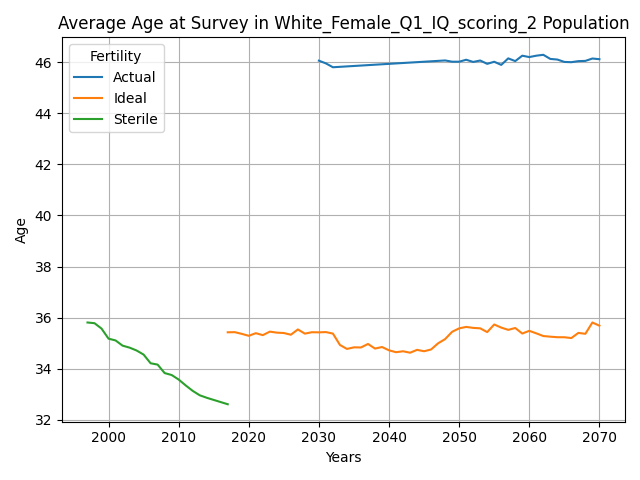 Average Age at Survey in White_Female_Q1_IQ_scoring_2 Population
Fertility
Actual
Ideal
Sterile
46
44
42
40
38
36
34
32
Age
2000
2010
2020
2030
2040
2050
2060
2070
Years